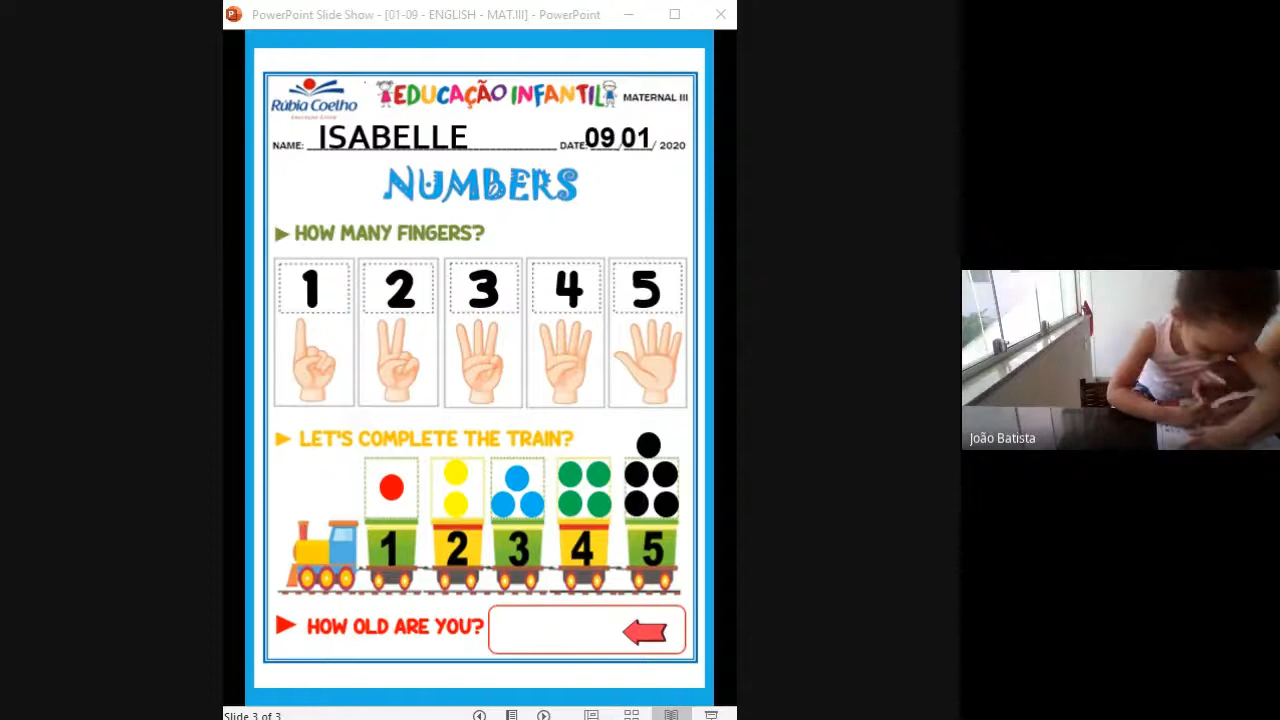 PowerPoint Slide Show - [01-09 - ENGLISH - MAT.III] - PowerPoint
Rúbia Coelho
EDUCAÇÃO INFANTIL
MATERNAL III
NAME: ISABELLE DATE: 09/01/ 2020
NUMBERS
HOW MANY FINGERS?
1 2 3 4 5
LET'S COMPLETE THE TRAIN?
1 2 3 4 5
HOW OLD ARE YOU?
João Batista
Slide 3 of 3